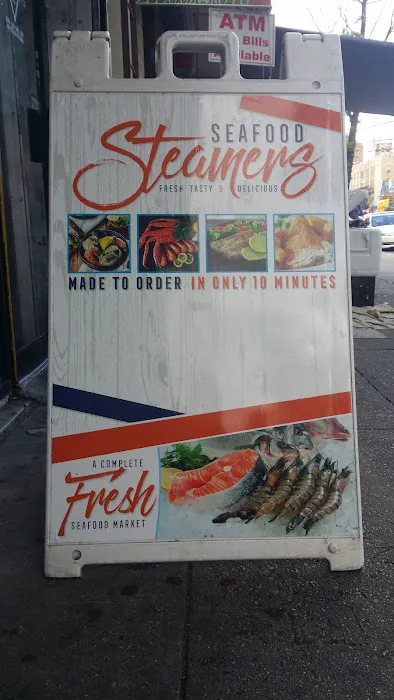 ATM
Bills
SEAFOOD
Steamers
FRESH TASTY & DELICIOUS
MADE TO ORDER IN ONLY 10 MINUTES
A COMPLETE
Fresh
SEAFOOD MARKET